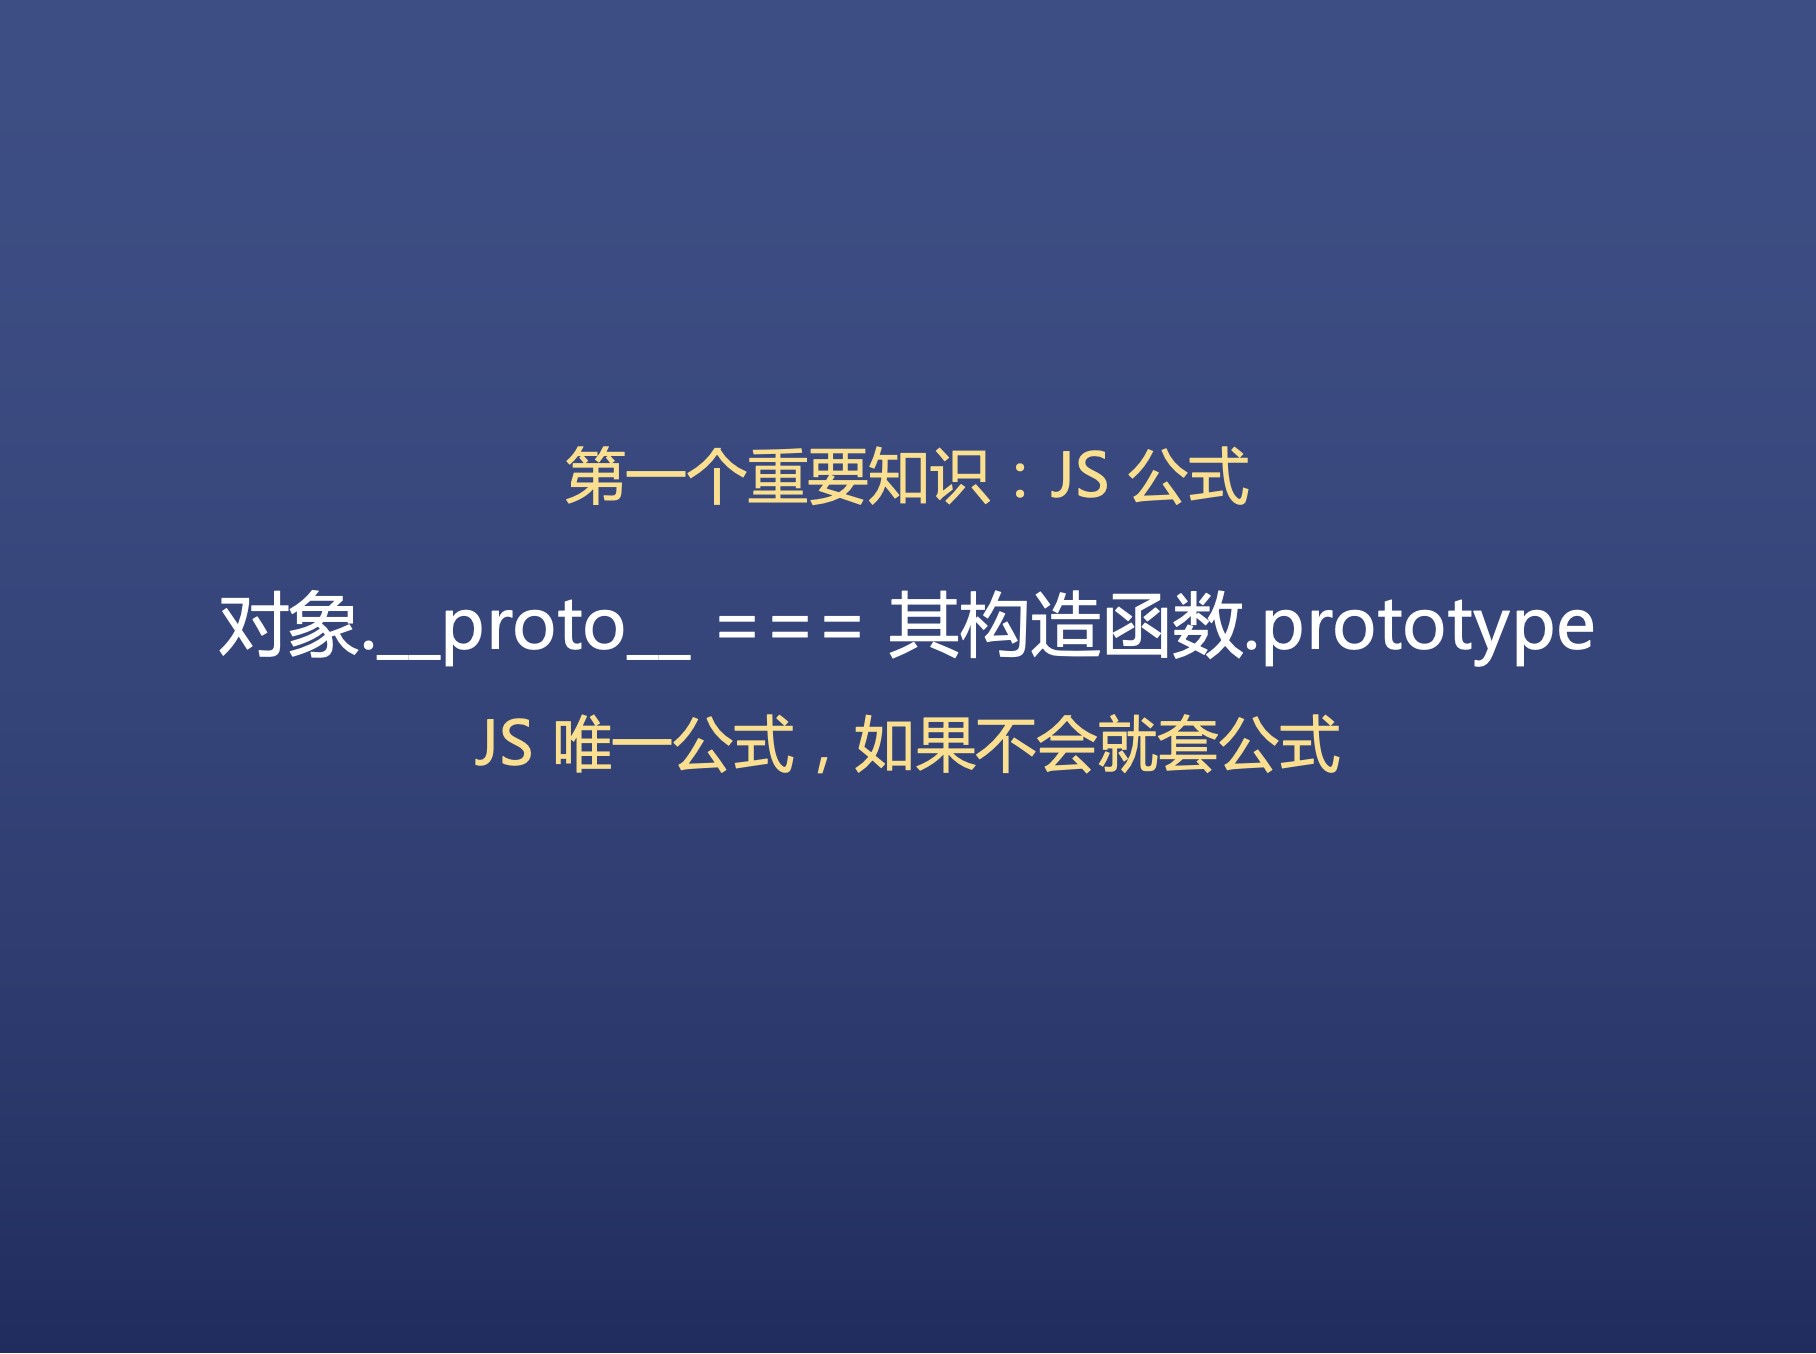 第一个重要知识：JS 公式
对象.__proto__ === 其构造函数.prototype
JS 唯一公式，如果不会就套公式